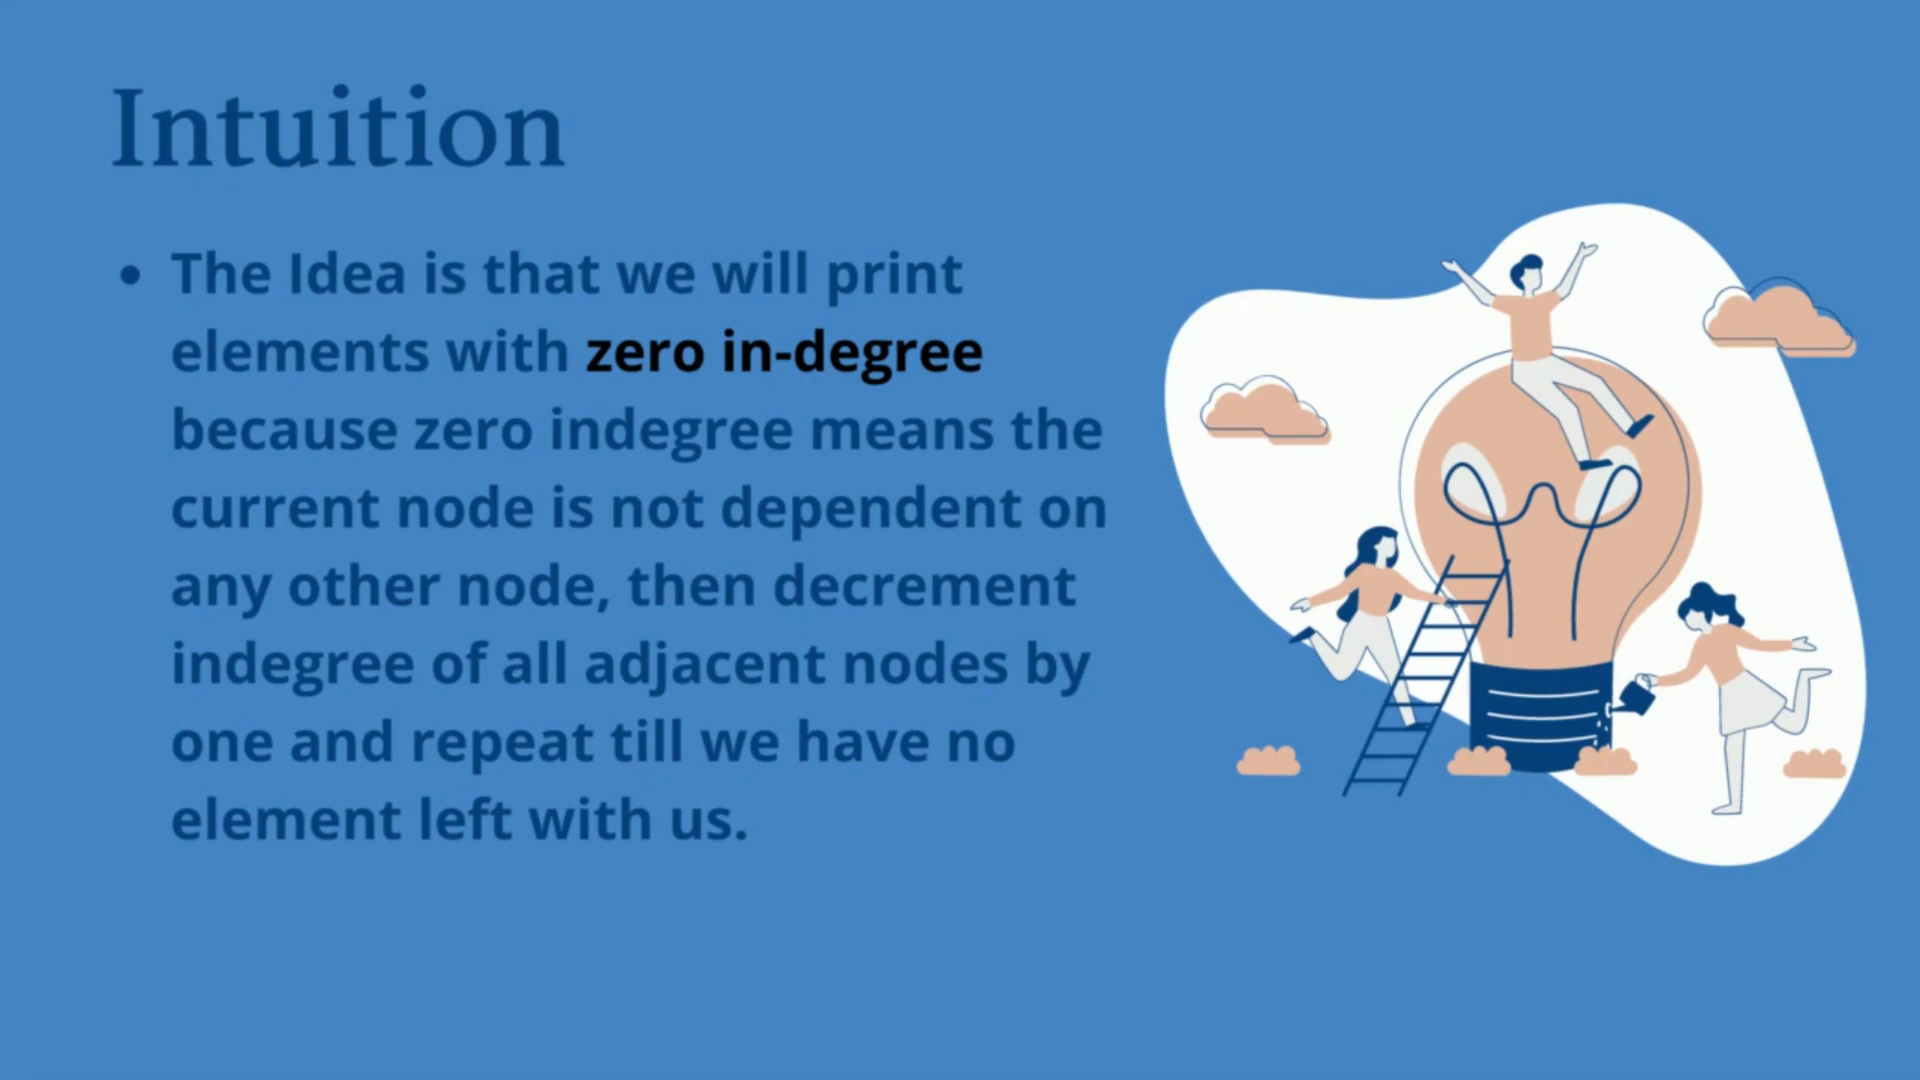 Intuition
• The Idea is that we will print
elements with zero in-degree
because zero indegree means the
current node is not dependent on
any other node, then decrement
indegree of all adjacent nodes by
one and repeat till we have no
element left with us.